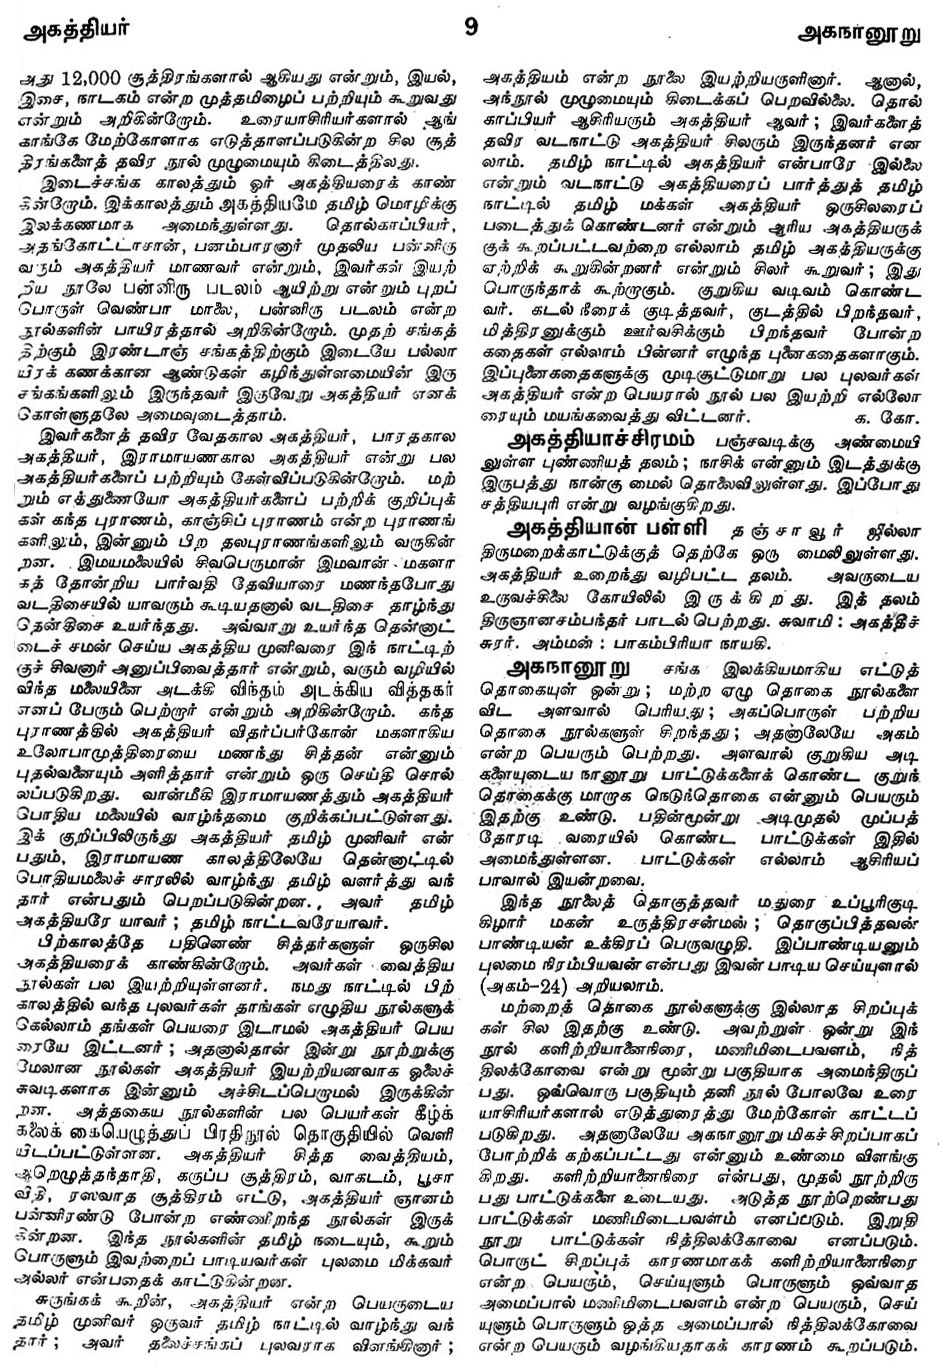 அகத்தியர்
9
அகநானூறு
அது 12,000 சூத்திரங்களால் ஆகியது என்றும், இயல்,
இசை, நாடகம் என்ற முத்தமிழைப் பற்றியும் கூறுவது
என்றும் அறிகின்றோம். உரையாசிரியர்களால் ஆங்
காங்கே மேற்கோளாக எடுத்தாளப்படுகின்ற சில சூத்
திரங்களைத் தவிர நூல் முழுமையும் கிடைத்திலது.
இடைச்சங்க காலத்தும் ஓர் அகத்தியரைக் காண்
கின்றோம். இக்காலத்தும் அகத்தியமே தமிழ் மொழிக்கு
இலக்கணமாக அமைந்துள்ளது. தொல்காப்பியர்,
அதங்கோட்டாசான், பனம்பாரனார் முதலிய பன்னிரு
வரும் அகத்தியர் மாணவர் என்றும், இவர்கள் இயற்
றிய நூலே பன்னிரு படலம் ஆயிற்று என்றும் புறப்
பொருள் வெண்பா மாலை, பன்னிரு படலம் என்ற
நூல்களின் பாயிரத்தால் அறிகின்றோம். முதற் சங்கத்
திற்கும் இரண்டாஞ் சங்கத்திற்கும் இடையே பல்லா
யிரக் கணக்கான ஆண்டுகள் கழிந்துள்ளமையின் இரு
சங்கங்களிலும் இருந்தவர் இருவேறு அகத்தியர் எனக்
கொள்ளுதலே அமைவுடைத்தாம்.
இவர்களைத் தவிர வேதகால அகத்தியர், பாரதகால
அகத்தியர், இராமாயணகால அகத்தியர் என்று பல
அகத்தியர்களைப் பற்றியும் கேள்விப்படுகின்றோம். மற்
றும் எத்துணையோ அகத்தியர்களைப் பற்றிக் குறிப்புக்
கள் கந்த புராணம், காஞ்சிப் புராணம் என்ற புராணங்
களிலும், இன்னும் பிற தலபுராணங்களிலும் வருகின்
றன. இமயமலையில் சிவபெருமான் இமவான் மகளா
கத் தோன்றிய பார்வதி தேவியாரை மணந்தபோது
வடதிசையில் யாவரும் கூடியதனால் வடதிசை தாழ்ந்து
தென்திசை உயர்ந்தது. அவ்வாறு உயர்ந்த தென்னாட்
டைச் சமன் செய்ய அகத்திய முனிவரை இந் நாட்டிற்
குச் சிவனார் அனுப்பிவைத்தார் என்றும், வரும் வழியில்
விந்த மலையினை அடக்கி விந்தம் அடக்கிய வித்தகர்
எனப் பேரும் பெற்றார் என்றும் அறிகின்றோம். கந்த
புராணத்தில் அகத்தியர் விதர்ப்பர்கோன் மகளாகிய
உலோபாமுத்திரையை மணந்து சித்தன் என்னும்
புதல்வனையும் அளித்தார் என்றும் ஒரு செய்தி சொல்
லப்படுகிறது. வான்மீகி இராமாயணத்தும் அகத்தியர்
பொதிய மலையில் வாழ்ந்தமை குறிக்கப்பட்டுள்ளது.
இக் குறிப்பிலிருந்து அகத்தியர் தமிழ் முனிவர் என்
பதும், இராமாயண காலத்திலேயே தென்னாட்டில்
பொதியமலைச் சாரலில் வாழ்ந்து தமிழ் வளர்த்து வந்
தார் என்பதும் பெறப்படுகின்றன. அவர் தமிழ்
அகத்தியரே யாவர் ; தமிழ் நாட்டவரேயாவர்.
பிற்காலத்தே பதினெண் சித்தர்களுள் ஒருசில
அகத்தியரைக் காண்கின்றோம். அவர்கள் வைத்திய
நூல்கள் பல இயற்றியுள்ளனர். நமது நாட்டில் பிற்
காலத்தில் வந்த புலவர்கள் தாங்கள் எழுதிய நூல்களுக்
கெல்லாம் தங்கள் பெயரை இடாமல் அகத்தியர் பெய
ரையே இட்டனர் ; அதனால்தான் இன்று நூற்றுக்கு
மேலான நூல்கள் அகத்தியர் இயற்றியனவாக ஓலைச்
சுவடிகளாக இன்னும் அச்சிடப்பெறாமல் இருக்கின்
றன. அத்தகைய நூல்களின் பல பெயர்கள் கீழ்க்
கலைக் கையெழுத்துப் பிரதிநூல் தொகுதியில் வெளி
யிடப்பட்டுள்ளன. அகத்தியர் சித்த வைத்தியம்,
ஆறெழுத்தந்தாதி, கருப்ப சூத்திரம், வாகடம், பூசா
விதி, ரஸவாத சூத்திரம் எட்டு, அகத்தியர் ஞானம்
பன்னிரண்டு போன்ற எண்ணிறந்த நூல்கள் இருக்
கின்றன. இந்த நூல்களின் தமிழ் நடையும், கூறும்
பொருளும் இவற்றைப் பாடியவர்கள் புலமை மிக்கவர்
அல்லர் என்பதைக் காட்டுகின்றன.
சுருங்கக் கூறின், அகத்தியர் என்ற பெயருடைய
தமிழ் முனிவர் ஒருவர் தமிழ் நாட்டில் வாழ்ந்து வந்
தார் ; அவர் தலைச்சங்கப் புலவராக விளங்கினார் ;
அகத்தியம் என்ற நூலை இயற்றியருளினார். ஆனால்,
அந்நூல் முழுமையும் கிடைக்கப் பெறவில்லை. தொல்
காப்பியர் ஆசிரியரும் அகத்தியர் ஆவர் ; இவர்களைத்
தவிர வடநாட்டு அகத்தியர் சிலரும் இருந்தனர் என
லாம். தமிழ் நாட்டில் அகத்தியர் என்பாரே இல்லை
என்றும் வடநாட்டு அகத்தியரைப் பார்த்துத் தமிழ்
நாட்டில் தமிழ் மக்கள் அகத்தியர் ஒருசிலரைப்
படைத்துக் கொண்டனர் என்றும் ஆரிய அகத்தியருக்
குக் கூறப்பட்டவற்றை எல்லாம் தமிழ் அகத்தியருக்கு
ஏற்றிக் கூறுகின்றனர் என்றும் சிலர் கூறுவர் ; இது
பொருந்தாக் கூற்றாகும். குறுகிய வடிவம் கொண்ட
வர். கடல் நீரைக் குடித்தவர், குடத்தில் பிறந்தவர்,
மித்திரனுக்கும் ஊர்வசிக்கும் பிறந்தவர் போன்ற
கதைகள் எல்லாம் பின்னர் எழுந்த புனைகதைகளாகும்.
இப்புனைகதைகளுக்கு முடிசூட்டுமாறு பல புலவர்கள்
அகத்தியர் என்ற பெயரால் நூல் பல இயற்றி எல்லோ
ரையும் மயங்கவைத்து விட்டனர். க. கோ.
அகத்தியாச்சிரமம் பஞ்சவடிக்கு அண்மையி
லுள்ள புண்ணியத் தலம் ; நாசிக் என்னும் இடத்துக்கு
இருபத்து நான்கு மைல் தொலைவிலுள்ளது. இப்போது
சத்தியபுரி என்று வழங்குகிறது.
அகத்தியான் பள்ளி தஞ்சாவூர் ஜில்லா
திருமறைக்காட்டுக்குத் தெற்கே ஒரு மைலிலுள்ளது.
அகத்தியர் உறைந்து வழிபட்ட தலம். அவருடைய
உருவச்சிலை கோயிலில் இருக்கிறது. இத் தலம்
திருஞானசம்பந்தர் பாடல் பெற்றது. சுவாமி : அகத்தீச்
சுரர். அம்மன் : பாகம்பிரியா நாயகி.
அகநானூறு சங்க இலக்கியமாகிய எட்டுத்
தொகையுள் ஒன்று ; மற்ற ஏழு தொகை நூல்களை
விட அளவால் பெரியது ; அகப்பொருள் பற்றிய
தொகை நூல்களுள் சிறந்தது ; அதனாலேயே அகம்
என்ற பெயரும் பெற்றது. அளவால் குறுகிய அடி
களையுடைய நானூறு பாட்டுக்களைக் கொண்ட குறுந்
தொகைக்கு மாறாக நெடுந்தொகை என்னும் பெயரும்
இதற்கு உண்டு. பதின்மூன்று அடிமுதல் முப்பத்
தோரடி வரையில் கொண்ட பாட்டுக்கள் இதில்
அமைந்துள்ளன. பாட்டுக்கள் எல்லாம் ஆசிரியப்
பாவால் இயன்றவை.
இந்த நூலைத் தொகுத்தவர் மதுரை உப்பூரிகுடி
கிழார் மகன் உருத்திரசன்மன் ; தொகுப்பித்தவன்
பாண்டியன் உக்கிரப் பெருவழுதி. இப்பாண்டியனும்
புலமை நிரம்பியவன் என்பது இவன் பாடிய செய்யுளால்
(அகம்-24) அறியலாம்.
மற்றைத் தொகை நூல்களுக்கு இல்லாத சிறப்புக்
கள் சில இதற்கு உண்டு. அவற்றுள் ஒன்று இந்
நூல் களிற்றியானைநிரை, மணிமிடைபவளம், நித்
திலக்கோவை என்று மூன்று பகுதியாக அமைந்திருப்
பது. ஒவ்வொரு பகுதியும் தனி நூல் போலவே உரை
யாசிரியர்களால் எடுத்துரைத்து மேற்கோள் காட்டப்
படுகிறது. அதனாலேயே அகநானூறு மிகச் சிறப்பாகப்
போற்றிக் கற்கப்பட்டது என்னும் உண்மை விளங்கு
கிறது. களிற்றியானைநிரை என்பது, முதல் நூற்றிரு
பது பாட்டுக்களை உடையது. அடுத்த நூற்றெண்பது
பாட்டுக்கள் மணிமிடைபவளம் எனப்படும். இறுதி
நூறு பாட்டுக்கள் நித்திலக்கோவை எனப்படும்.
பொருட் சிறப்புக் காரணமாகக் களிற்றியானைநிரை
என்ற பெயரும், செய்யுளும் பொருளும் ஒவ்வாத
அமைப்பால் மணிமிடைபவளம் என்ற பெயரும், செய்
யுளும் பொருளும் ஒத்த அமைப்பால் நித்திலக்கோவை
என்ற பெயரும் வழங்கியதாகக் காரணம் கூறப்படும்.